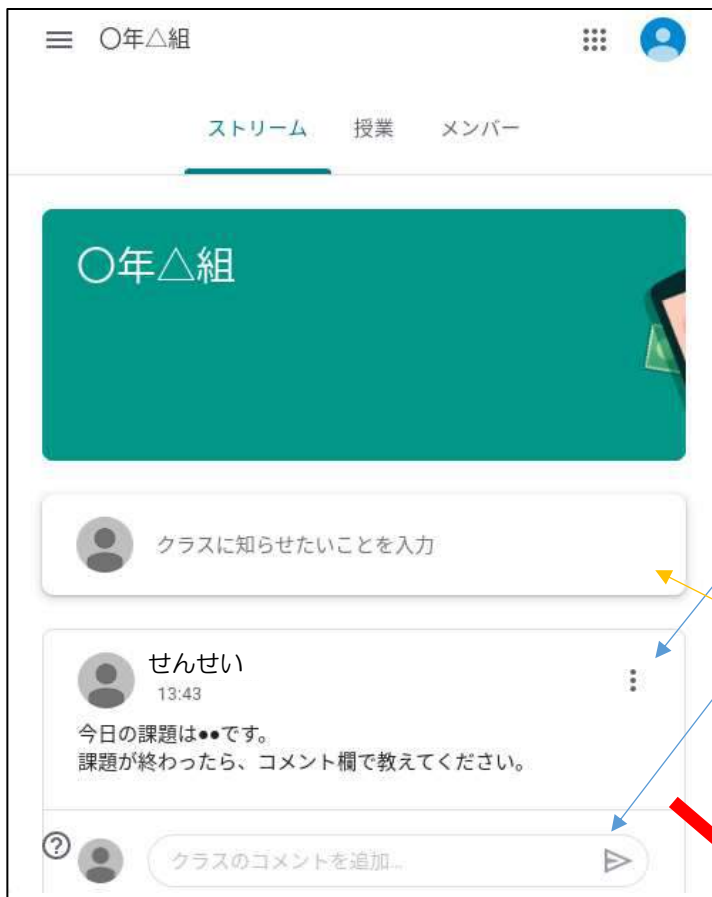 〇年△組
ストリーム 授業 メンバー
〇年△組
クラスに知らせたいことを入力
せんせい
13:43
今日の課題は●●です。
課題が終わったら、コメント欄で教えてください。
クラスのコメントを追加...